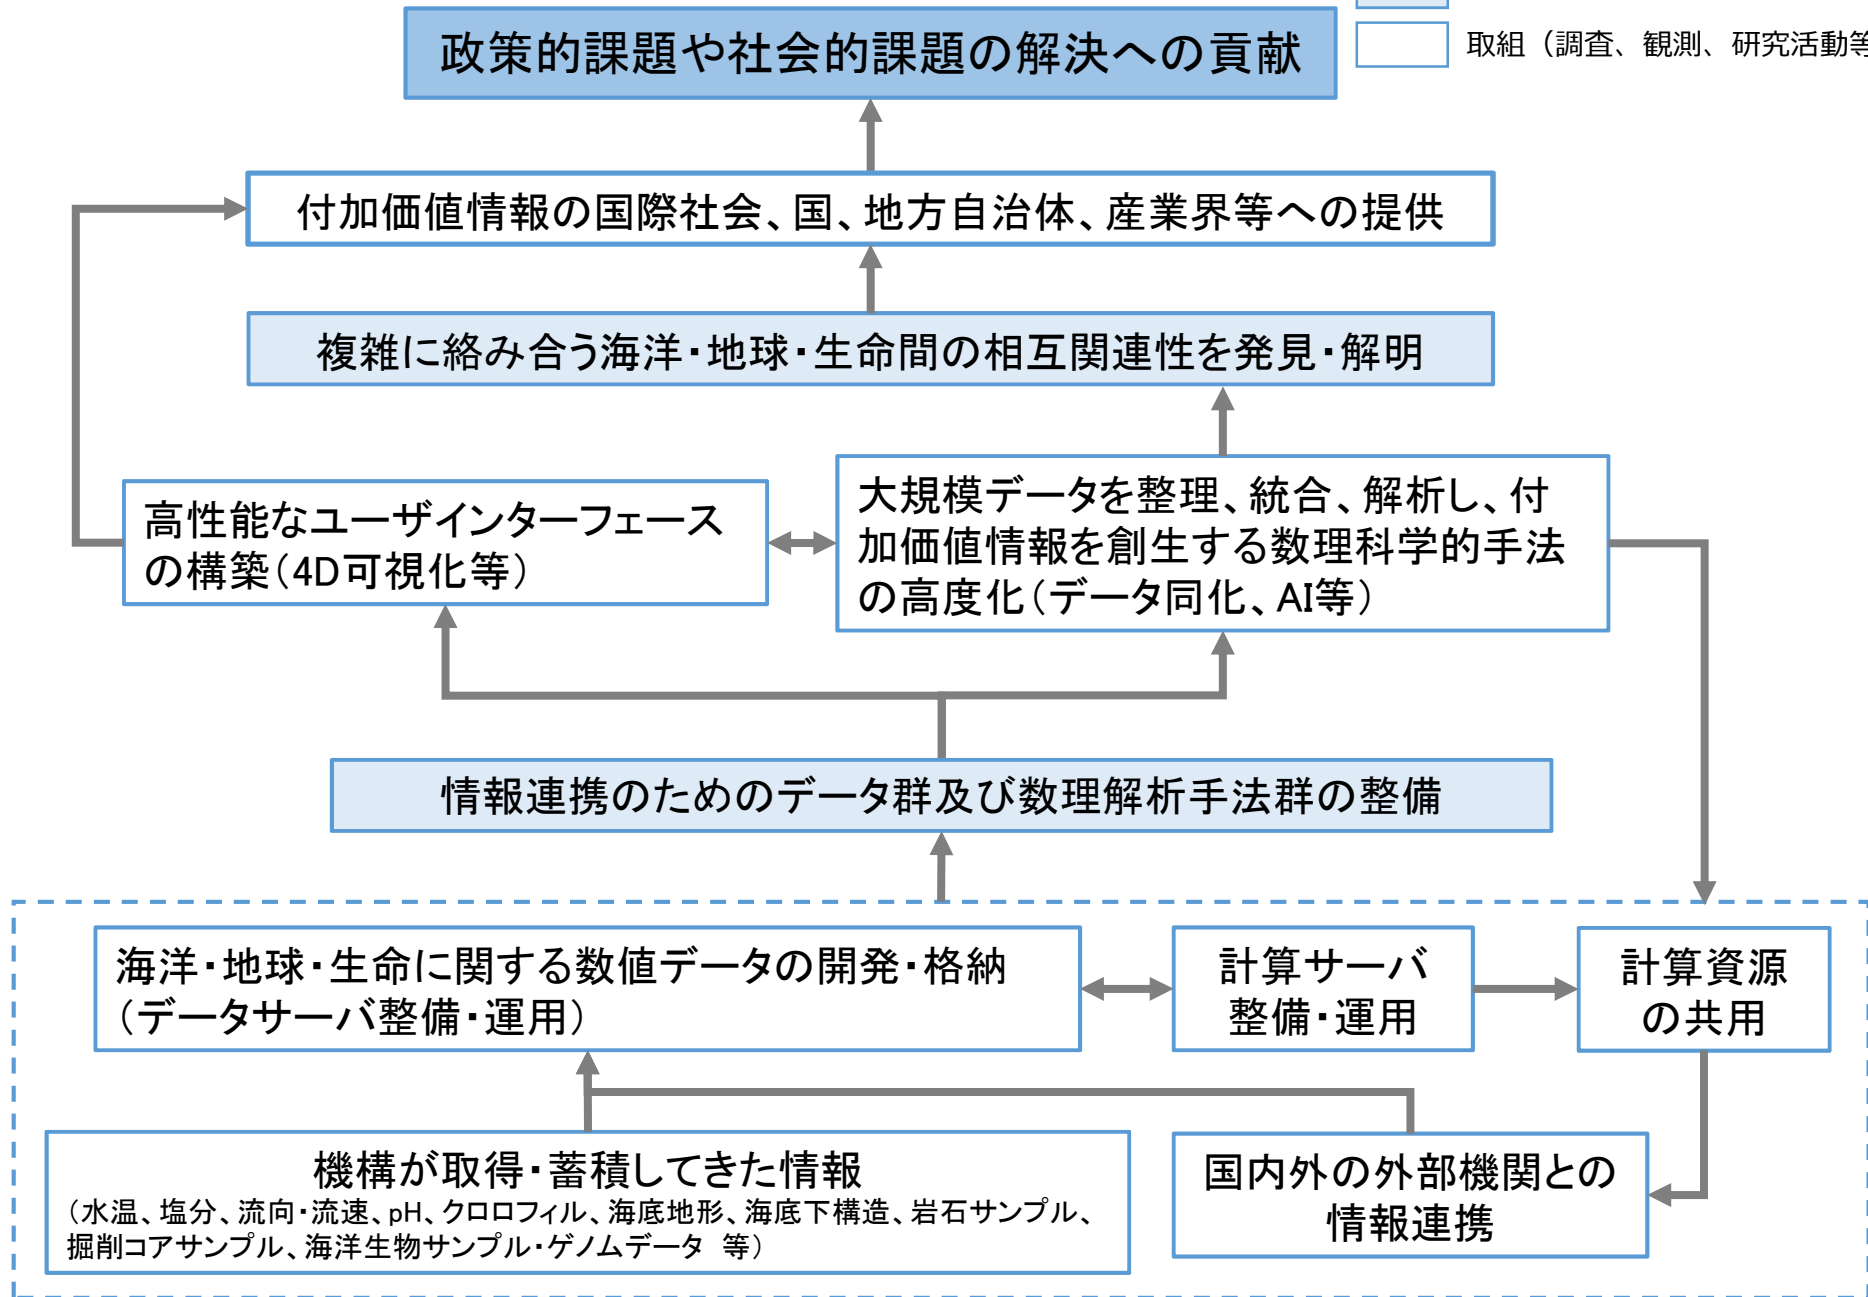 政策的課題や社会的課題の解決への貢献
取組（調査、観測、研究活動等
付加価値情報の国際社会、国、地方自治体、産業界等への提供
複雑に絡み合う海洋・地球・生命間の相互関連性を発見・解明
高性能なユーザインターフェース
の構築（4D可視化等）
大規模データを整理、統合、解析し、付
加価値情報を創生する数理科学的手法
の高度化（データ同化、AI等）
情報連携のためのデータ群及び数理解析手法群の整備
海洋・地球・生命に関する数値データの開発・格納
（データサーバ整備・運用）
計算サーバ
整備・運用
計算資源
の共用
機構が取得・蓄積してきた情報
（水温、塩分、流向・流速、pH、クロロフィル、海底地形、海底下構造、岩石サンプル、
掘削コアサンプル、海洋生物サンプル・ゲノムデータ 等）
国内外の外部機関との
情報連携